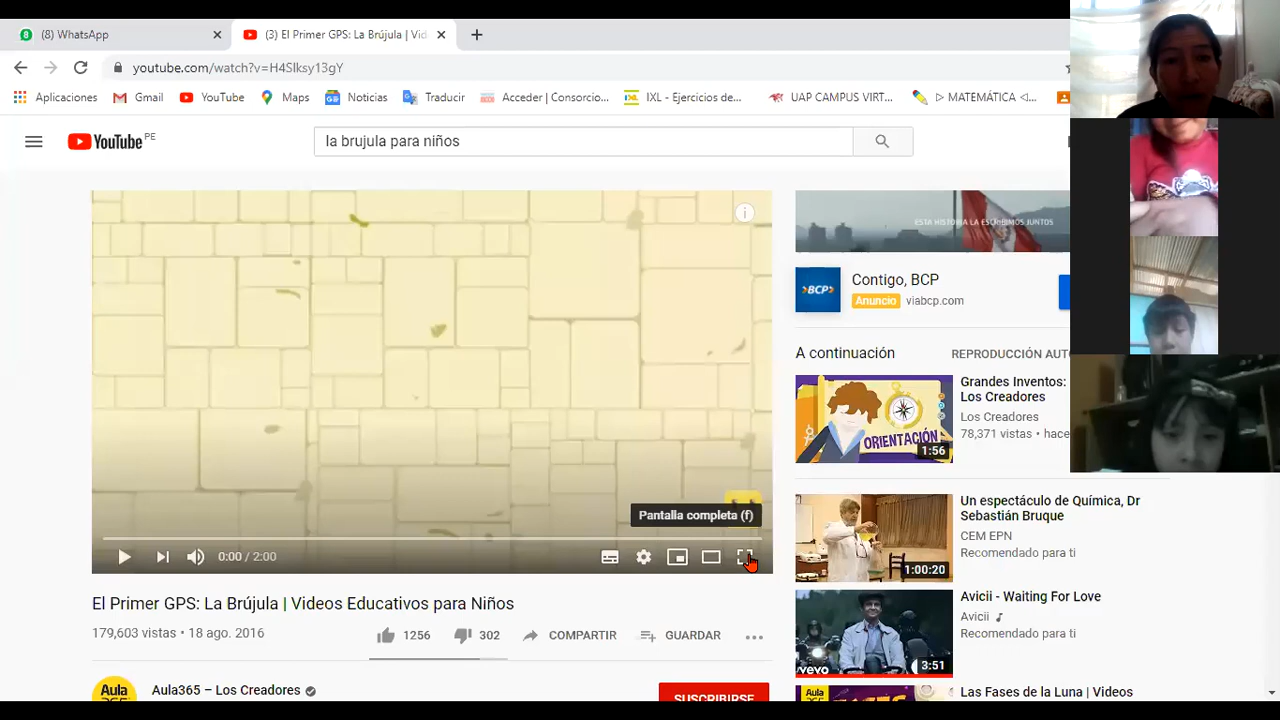 (8) WhatsApp
(3) El Primer GPS: La Brújula | Vid
youtube.com/watch?v=H4Slksy13gY
Aplicaciones
Gmail
YouTube
Maps
Noticias
Traducir
Acceder | Consorcio...
IXL - Ejercicios de...
UAP CAMPUS VIRT...
▷ MATEMÁTICA ◁...
YouTube PE
la brujula para niños
ESTA HISTORIA LA ESCRIBIMOS JUNTOS
BCP
Contigo, BCP
Anuncio viabcp.com
Pantalla completa (f)
0:00 / 2:00
A continuación
REPRODUCCIÓN AUTO
ORIENTACIÓN
1:56
Grandes Inventos:
Los Creadores
Los Creadores
78,371 vistas • hace
1:00:20
Un espectáculo de Química, Dr
Sebastián Bruque
CEM EPN
Recomendado para ti
vevo
3:51
Avicii - Waiting For Love
Avicii
Recomendado para ti
Aula
Las Fases de la Luna | Videos
El Primer GPS: La Brújula | Videos Educativos para Niños
179,603 vistas • 18 ago. 2016
1256
302
COMPARTIR
GUARDAR
Aula
365
Aula365 – Los Creadores
SUSCRIBIRSE